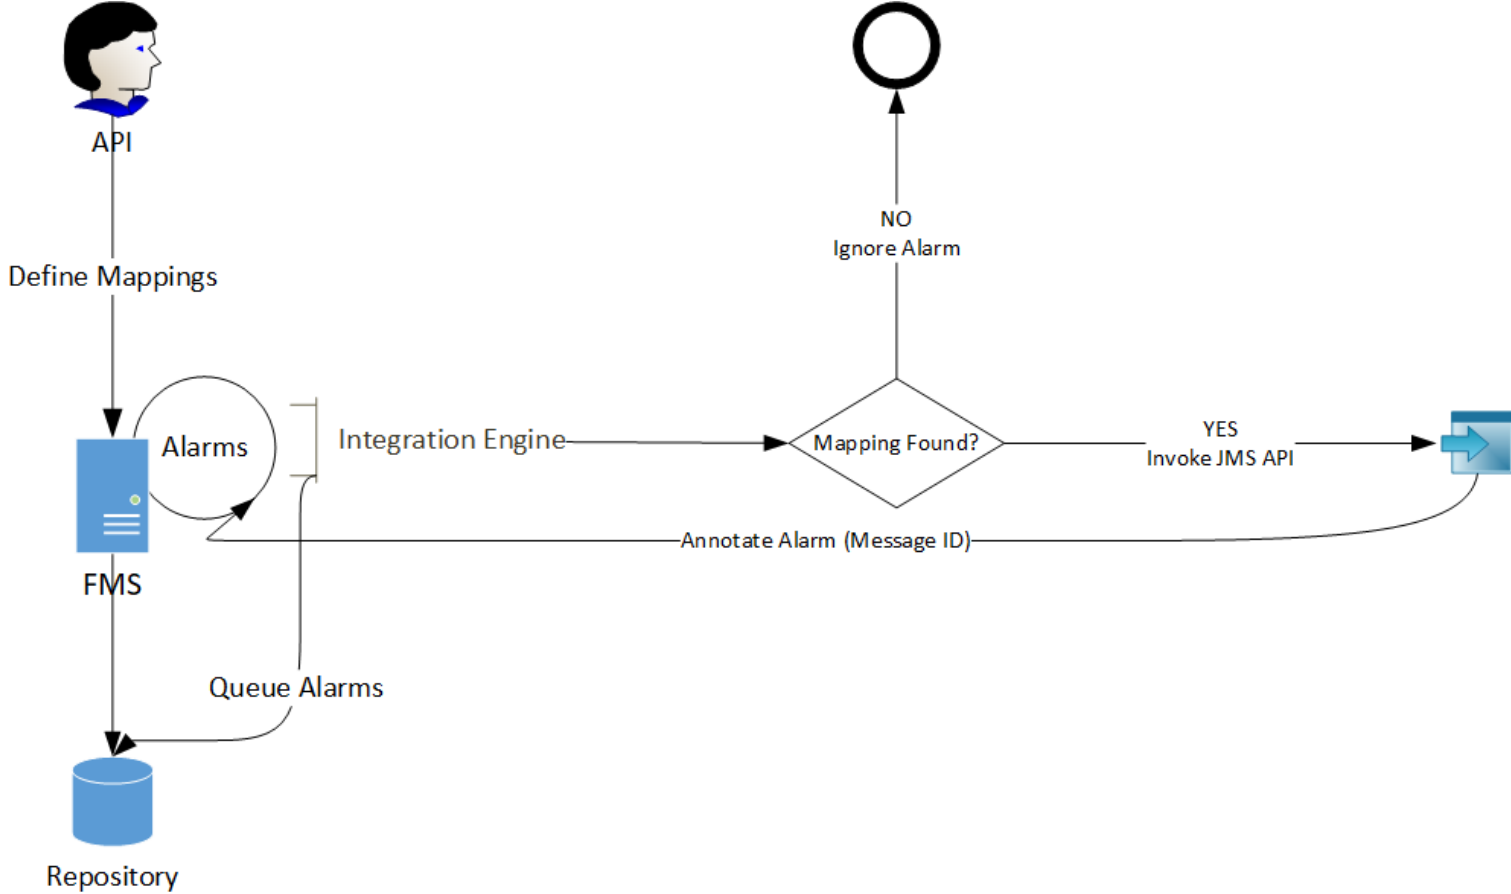 API
NO
Ignore Alarm
Define Mappings
Alarms
Integration Engine
Mapping Found?
YES
Invoke JMS API
Annotate Alarm (Message ID)
FMS
Queue Alarms
Repository